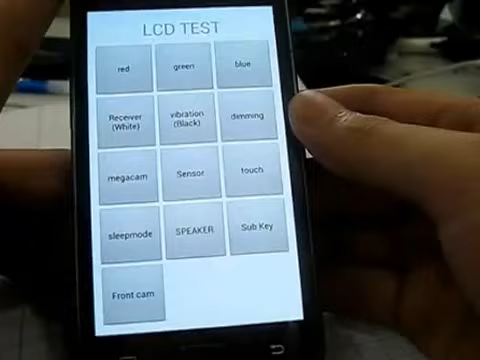 LCD TEST
red
green
blue
Receiver
(White)
vibration
(Black)
dimming
megacam
Sensor
touch
sleepmode
SPEAKER
Sub Key
Front cam